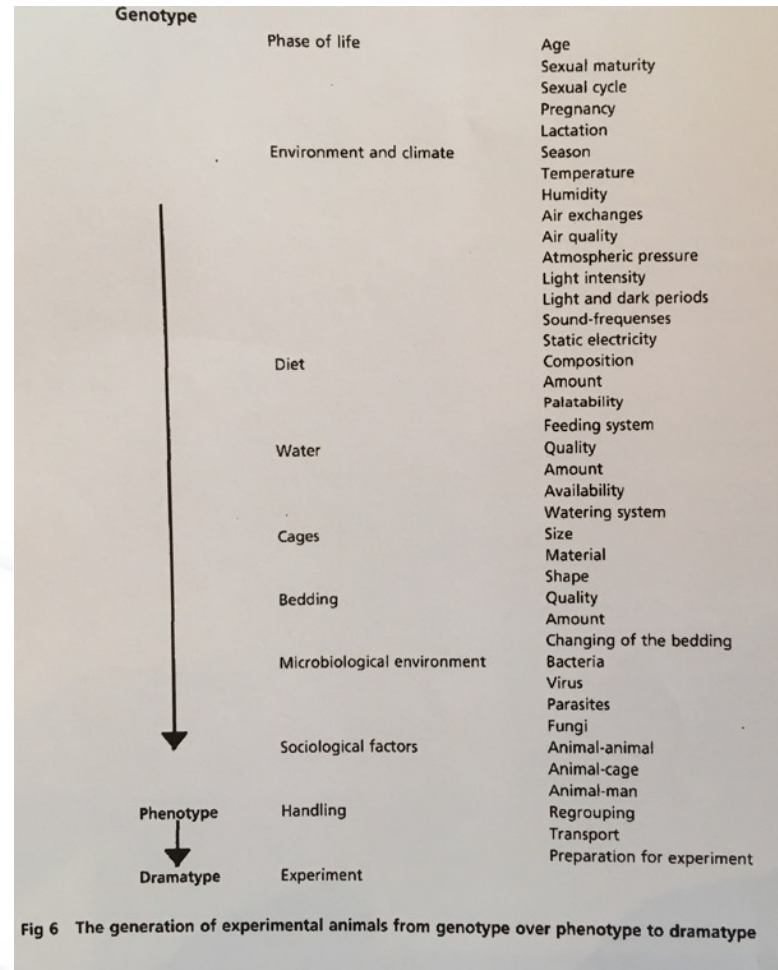 Genotype
Phase of life Age
Sexual maturity
Sexual cycle
Pregnancy
Lactation
Environment and climate Season
Temperature
Humidity
Air exchanges
Air quality
Atmospheric pressure
Light intensity
Light and dark periods
Sound-frequenses
Static electricity
Diet Composition
Amount
Palatability
Feeding system
Water Quality
Amount
Availability
Watering system
Cages Size
Material
Shape
Bedding Quality
Amount
Changing of the bedding
Microbiological environment Bacteria
Virus
Parasites
Fungi
Sociological factors Animal-animal
Animal-cage
Animal-man
Phenotype Handling Regrouping
Transport
Preparation for experiment
Dramatype Experiment
Fig 6 The generation of experimental animals from genotype over phenotype to dramatype